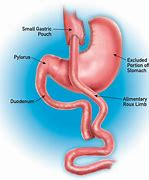 Small Gastric
Pouch
Excluded
Portion of
Stomach
Pylorus
Duodenum
Alimentary
Roux Limb